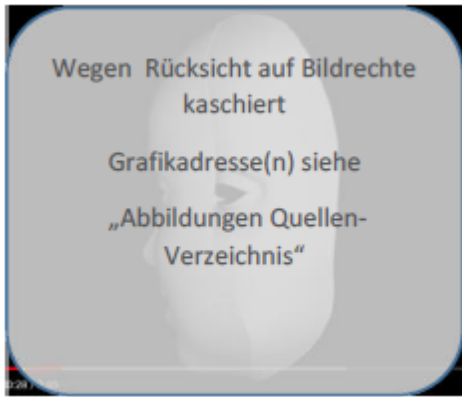 Wegen Rücksicht auf Bildrechte
kaschiert
Grafikadresse(n) siehe
„Abbildungen Quellen-
Verzeichnis“